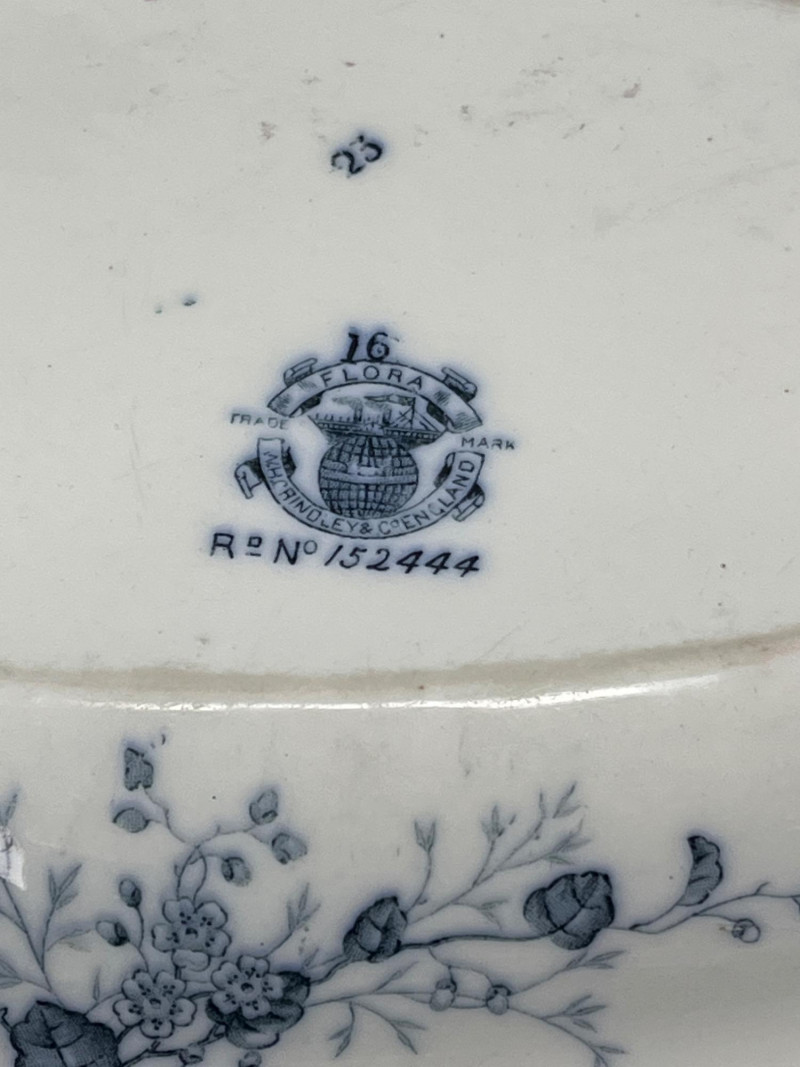 23
16
FLORA
TRADE MARK
W.H.GRINDLEY & Co ENGLAND
Rᴰ Nº 152444